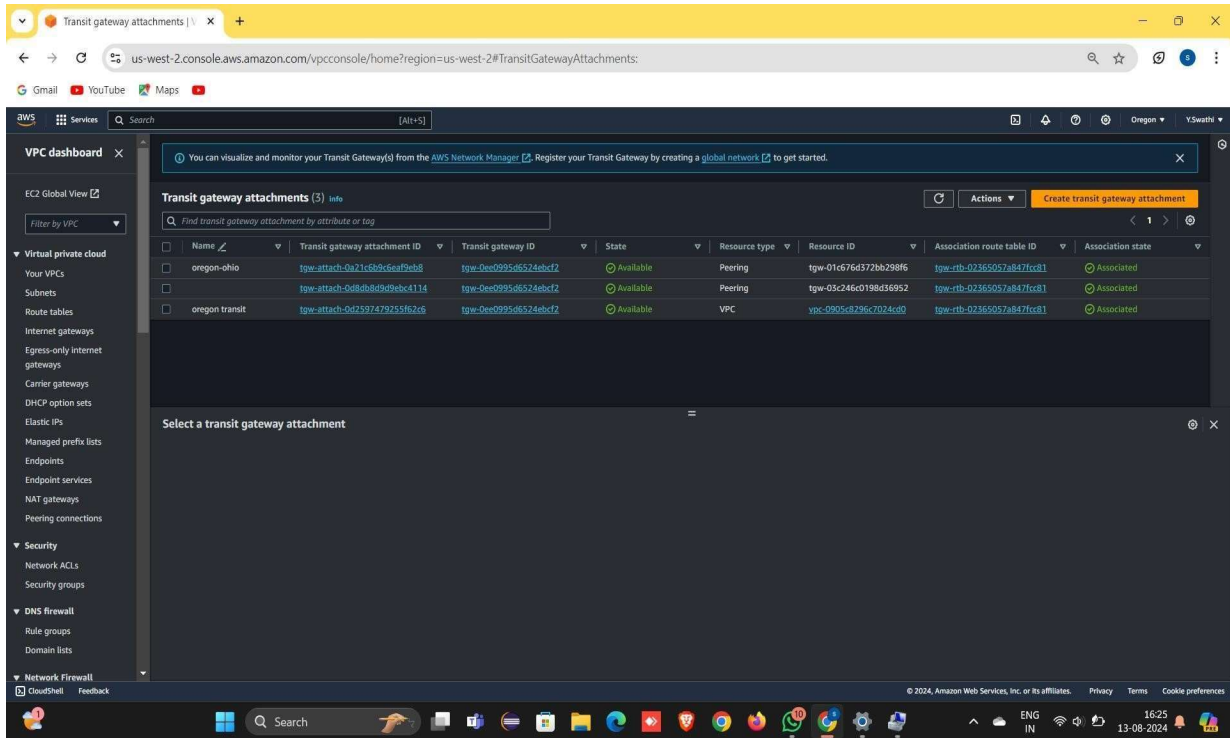 Transit gateway attachments | V
us-west-2.console.aws.amazon.com/vpcconsole/home?region=us-west-2#TransitGatewayAttachments:
S
Gmail YouTube Maps
aws Services Search [Alt+S] Oregon Y.Swathi
VPC dashboard
EC2 Global View
Filter by VPC
Virtual private cloud
Your VPCs
Subnets
Route tables
Internet gateways
Egress-only internet
gateways
Carrier gateways
DHCP option sets
Elastic IPs
Managed prefix lists
Endpoints
Endpoint services
NAT gateways
Peering connections
Security
Network ACLs
Security groups
DNS firewall
Rule groups
Domain lists
Network Firewall
You can visualize and monitor your Transit Gateway(s) from the AWS Network Manager. Register your Transit Gateway by creating a global network to get started.
Transit gateway attachments (3) Info
Actions Create transit gateway attachment
Find transit gateway attachment by attribute or tag
1
Name Transit gateway attachment ID Transit gateway ID State Resource type Resource ID Association route table ID Association state
oregon-ohio tgw-attach-0a21c6b9c6eaf9eb8 tgw-0ee0995d6524ebcf2 Available Peering tgw-01c676d372bb298f6 tgw-rtb-02365057a847fcc81 Associated
tgw-attach-0d8db8d9d9ebc4114 tgw-0ee0995d6524ebcf2 Available Peering tgw-03c246c0198d36952 tgw-rtb-02365057a847fcc81 Associated
oregon transit tgw-attach-0d2597479255f62c6 tgw-0ee0995d6524ebcf2 Available VPC vpc-0905c8296c7024cd0 tgw-rtb-02365057a847fcc81 Associated
Select a transit gateway attachment
CloudShell Feedback
© 2024, Amazon Web Services, Inc. or its affiliates. Privacy Terms Cookie preferences
1
Search
10
ENG
IN
16:25
13-08-2024
PRE